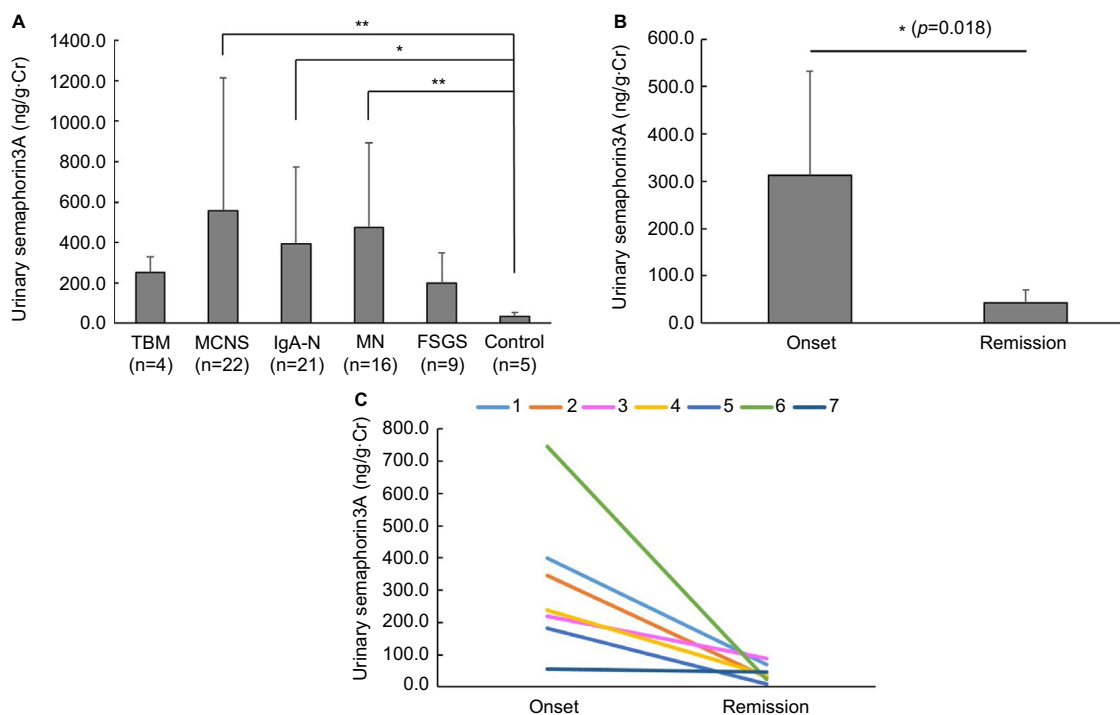 A
Urinary semaphorin3A (ng/g·Cr)
1400.0
1200.0
1000.0
800.0
600.0
400.0
200.0
0.0
**
*
**
TBM MCNS IgA-N MN FSGS Control
(n=4) (n=22) (n=21) (n=16) (n=9) (n=5)
B
Urinary semaphorin3A (ng/g·Cr)
600.0
500.0
400.0
300.0
200.0
100.0
0.0
* (p=0.018)
Onset Remission
C
1 2 3 4 5 6 7
Urinary semaphorin3A (ng/g·Cr)
800.0
700.0
600.0
500.0
400.0
300.0
200.0
100.0
0.0
Onset Remission